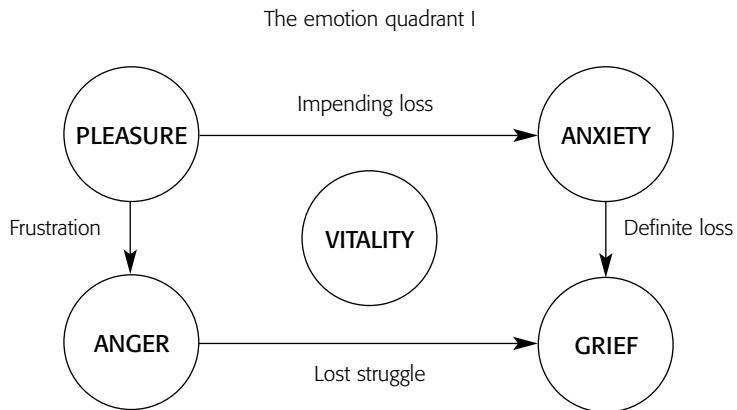 The emotion quadrant I
Impending loss
PLEASURE
ANXIETY
Frustration
VITALITY
Definite loss
ANGER
GRIEF
Lost struggle